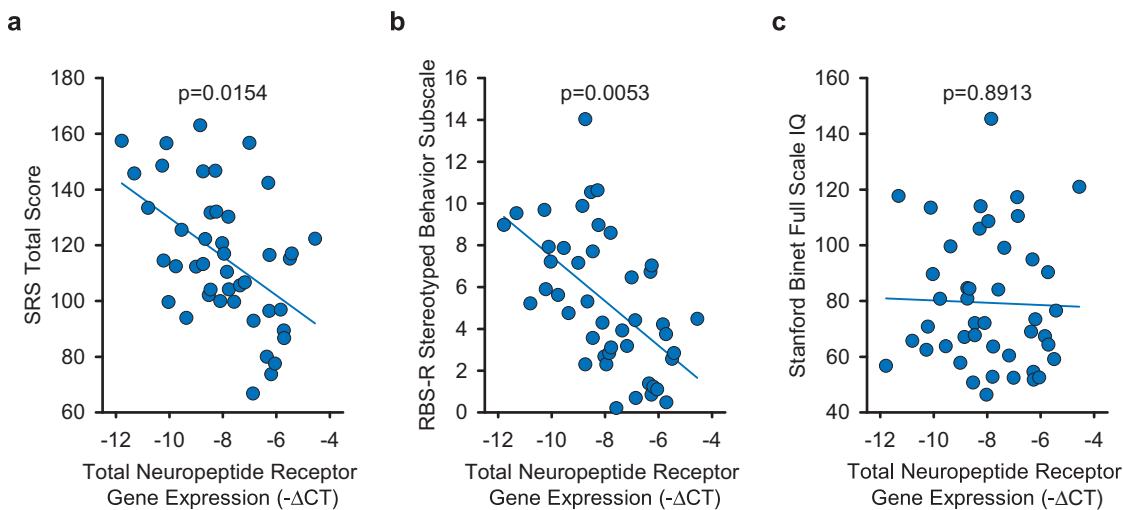 a
p=0.0154
SRS Total Score
180
160
140
120
100
80
60
-12 -10 -8 -6 -4
Total Neuropeptide Receptor
Gene Expression (-ΔCT)
b
p=0.0053
RBS-R Stereotyped Behavior Subscale
16
14
12
10
8
6
4
2
0
-12 -10 -8 -6 -4
Total Neuropeptide Receptor
Gene Expression (-ΔCT)
c
p=0.8913
Stanford Binet Full Scale IQ
160
140
120
100
80
60
40
-12 -10 -8 -6 -4
Total Neuropeptide Receptor
Gene Expression (-ΔCT)